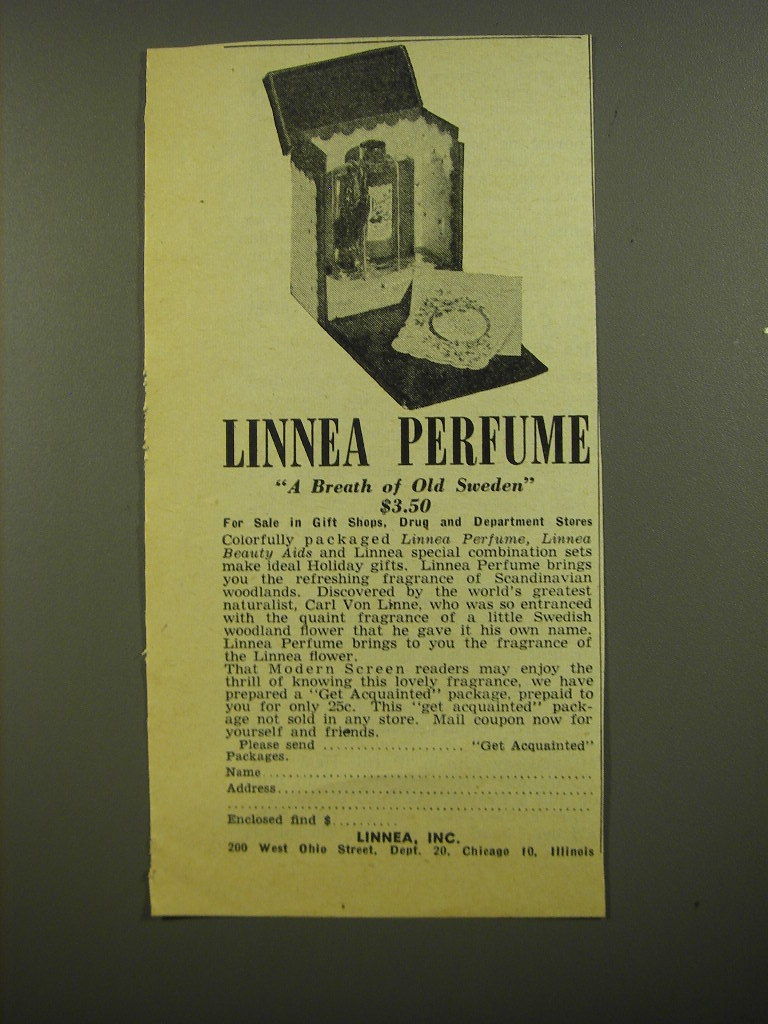 LINNEA PERFUME
"A Breath of Old Sweden"
$3.50
For Sale in Gift Shops, Drug and Department Stores
Colorfully packaged Linnea Perfume, Linnea
Beauty Aids and Linnea special combination sets
make ideal Holiday gifts. Linnea Perfume brings
you the refreshing fragrance of Scandinavian
woodlands. Discovered by the world's greatest
naturalist, Carl Von Linne, who was so entranced
with the quaint fragrance of a little Swedish
woodland flower that he gave it his own name.
Linnea Perfume brings to you the fragrance of
the Linnea flower.
That Modern Screen readers may enjoy the
thrill of knowing this lovely fragrance, we have
prepared a "Get Acquainted" package, prepaid to
you for only 25c. This "get acquainted" pack-
age not sold in any store. Mail coupon now for
yourself and friends.
Please send .................... "Get Acquainted"
Packages.
Name..................................................
Address...............................................
......................................................
Enclosed find $..........
LINNEA, INC.
200 West Ohio Street, Dept. 20, Chicago 10, Illinois